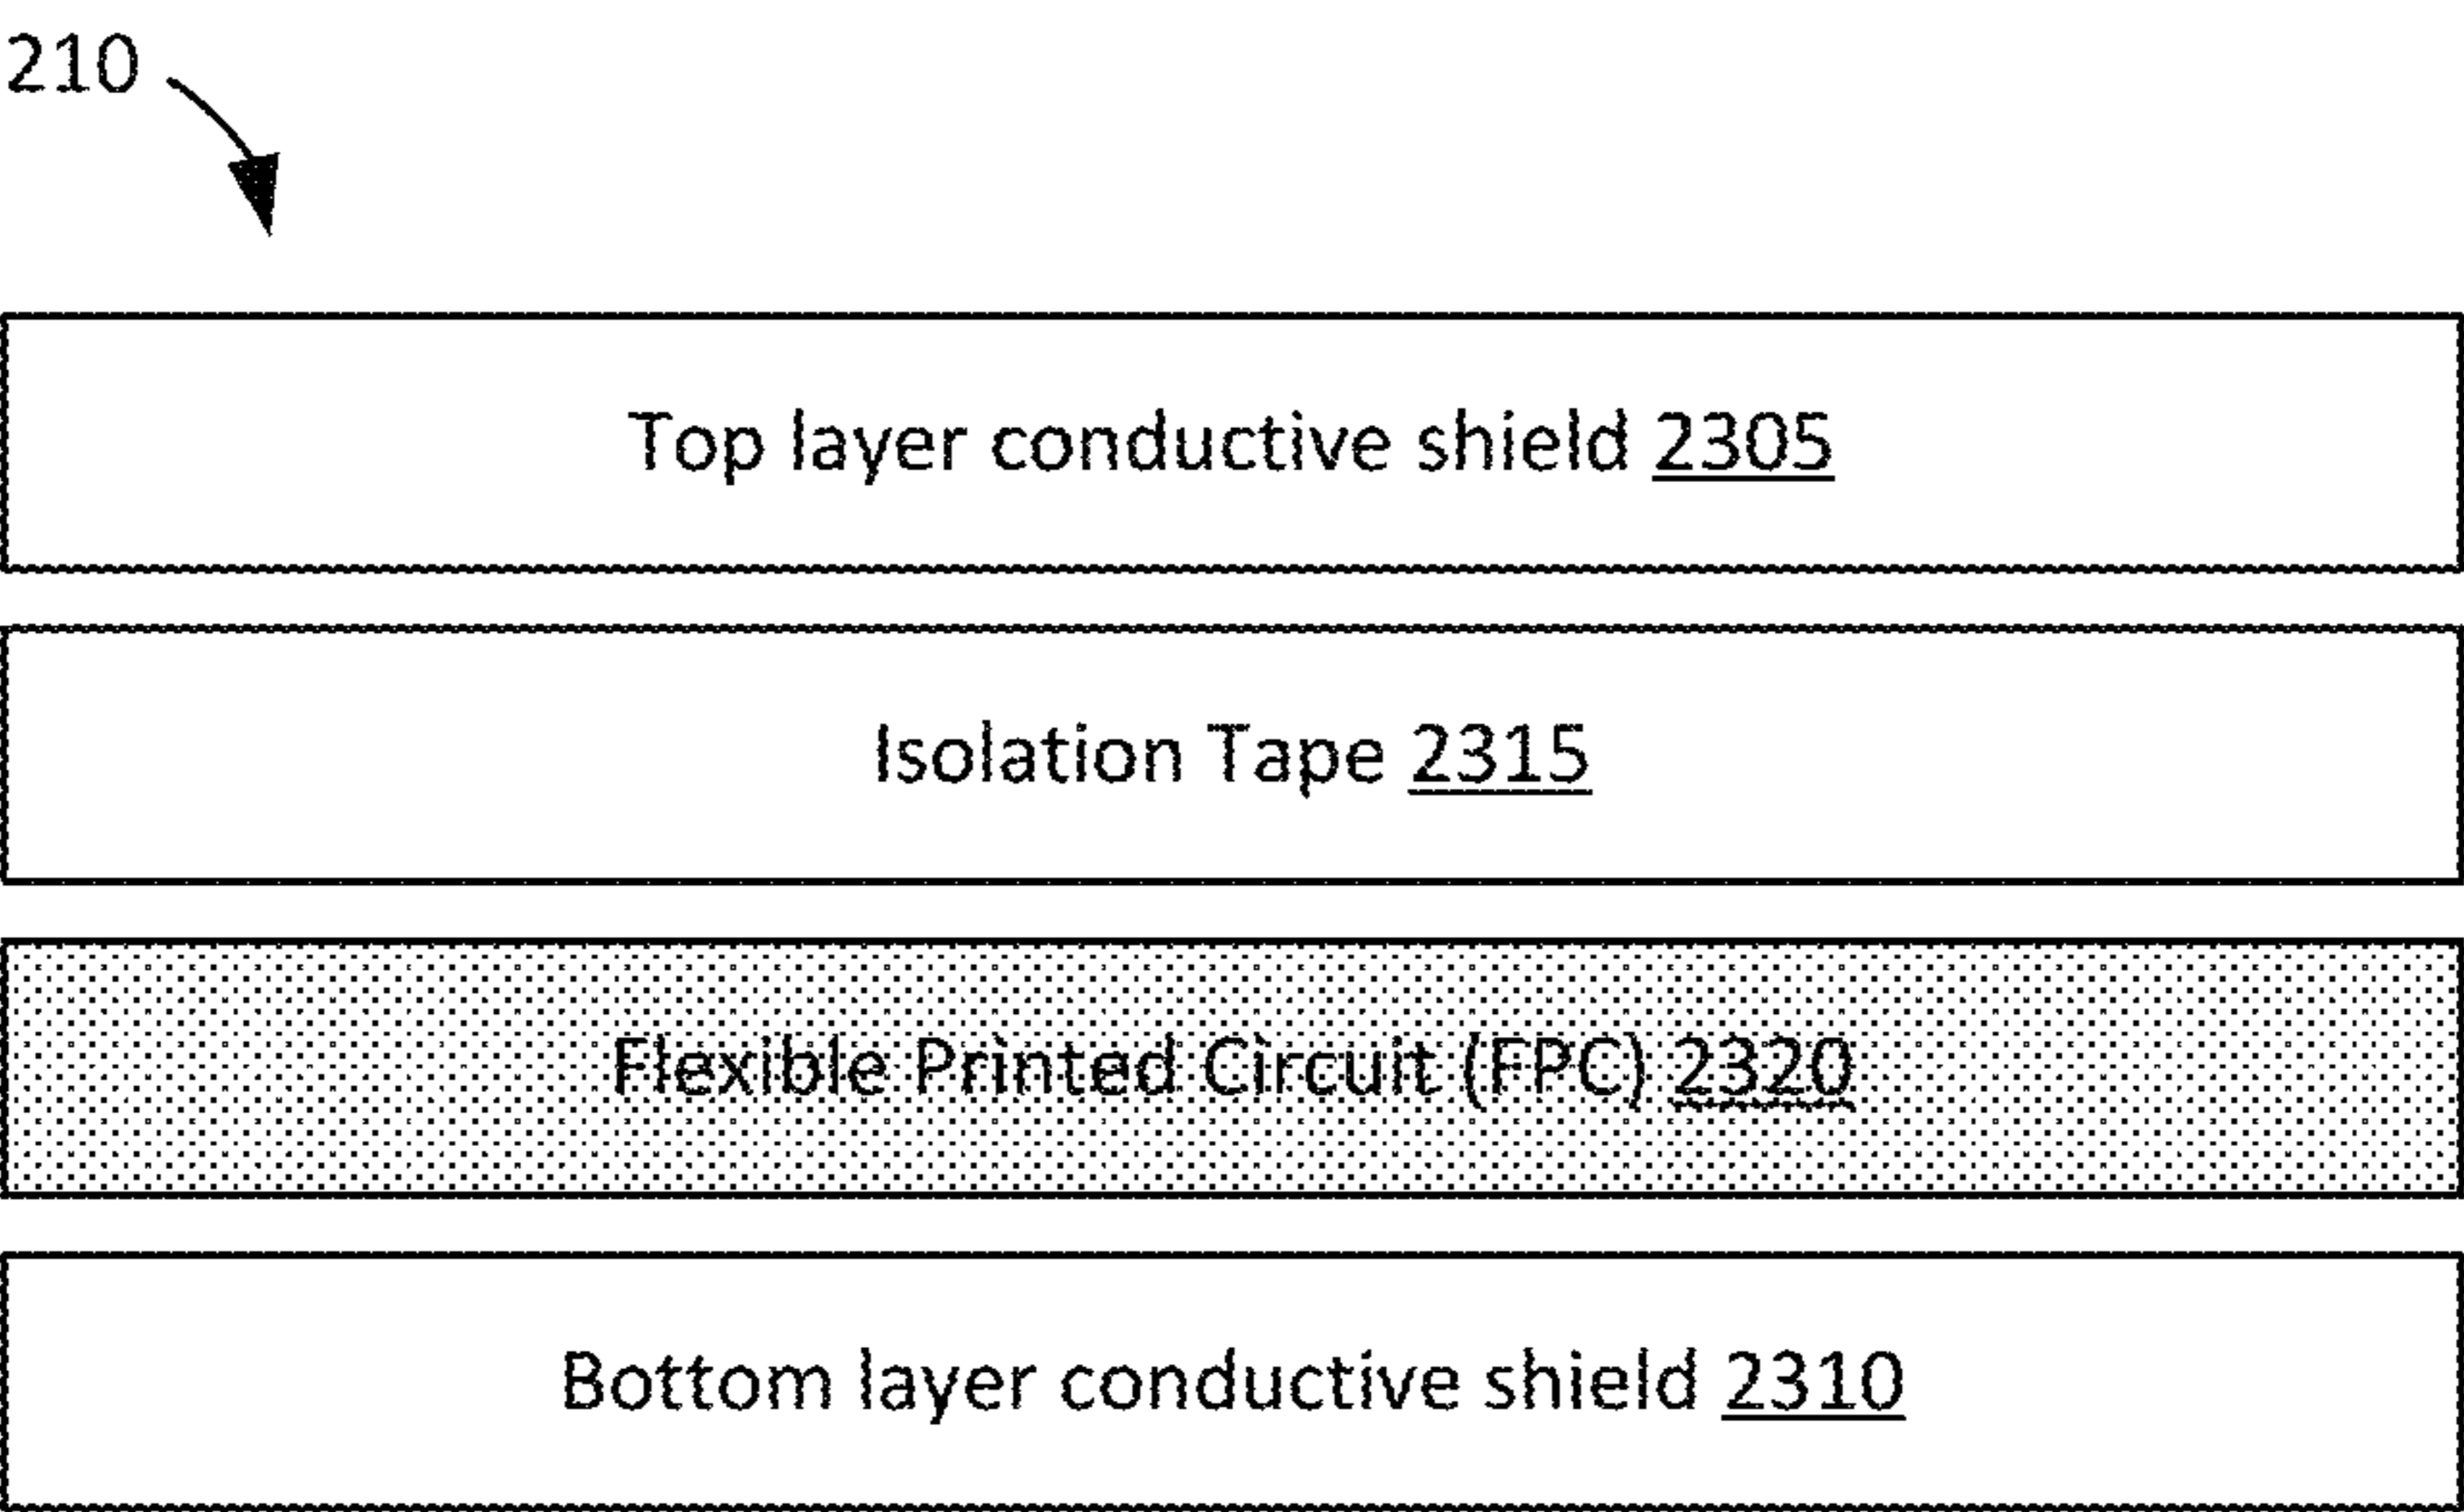 210
Top layer conductive shield 2305
Isolation Tape 2315
Flexible Printed Circuit (FPC) 2320
Bottom layer conductive shield 2310